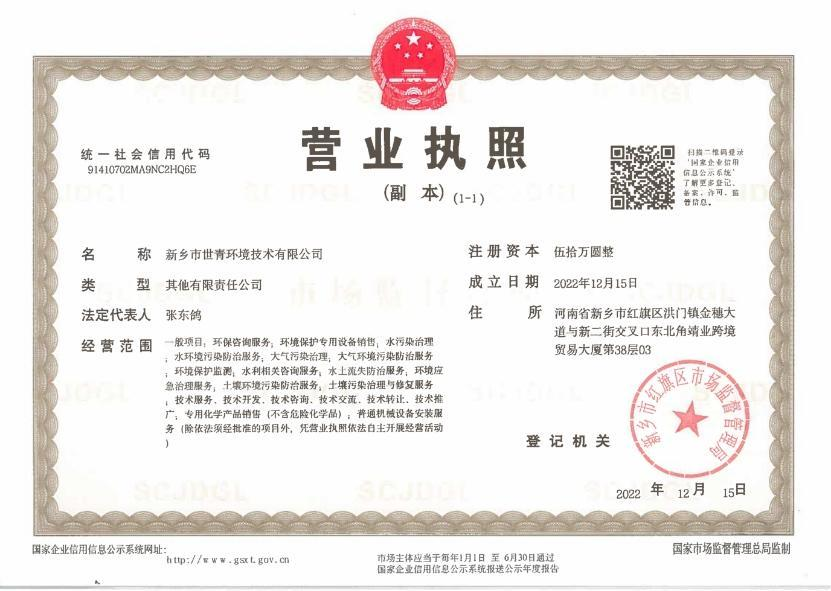 营业执照
(副 本) (1-1)
统一社会信用代码
91410702MA9NC2HQ6E
扫描二维码登录
'国家企业信用
信息公示系统'
了解更多登记、
备案、许可、监
管信息。
名 称 新乡市世青环境技术有限公司
类 型 其他有限责任公司
法定代表人 张东鸽
经营范围 一般项目：环保咨询服务；环境保护专用设备销售；水污染治理
；水环境污染防治服务；大气污染治理；大气环境污染防治服务
；环境保护监测；水利相关咨询服务；水土流失防治服务；环境应
急治理服务；土壤环境污染防治服务；土壤污染治理与修复服务
；技术服务、技术开发、技术咨询、技术交流、技术转让、技术推
广；专用化学产品销售（不含危险化学品）；普通机械设备安装服
务（除依法须经批准的项目外，凭营业执照依法自主开展经营活动
）
注册资本 伍拾万圆整
成立日期 2022年12月15日
住 所 河南省新乡市红旗区洪门镇金穗大
道与新二街交叉口东北角靖业跨境
贸易大厦第38层03
登记机关
新乡市红旗区市场监督管理局
2022 年 12 月 15日
国家企业信用信息公示系统网址：
http://www.gsxt.gov.cn
市场主体应当于每年1月1日 至 6月30日通过
国家企业信用信息公示系统报送公示年度报告
国家市场监督管理总局监制
SCJDGL
SCJDGL
SCJDGL